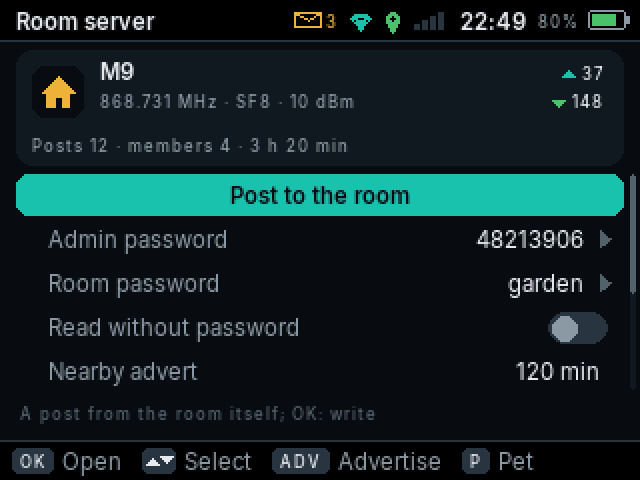 Room server 3 22:49 80%
M9 37
868.731 MHz · SF8 · 10 dBm 148
Posts 12 · members 4 · 3 h 20 min
Post to the room
Admin password 48213906
Room password garden
Read without password
Nearby advert 120 min
A post from the room itself; OK: write
OK Open Select ADV Advertise P Pet